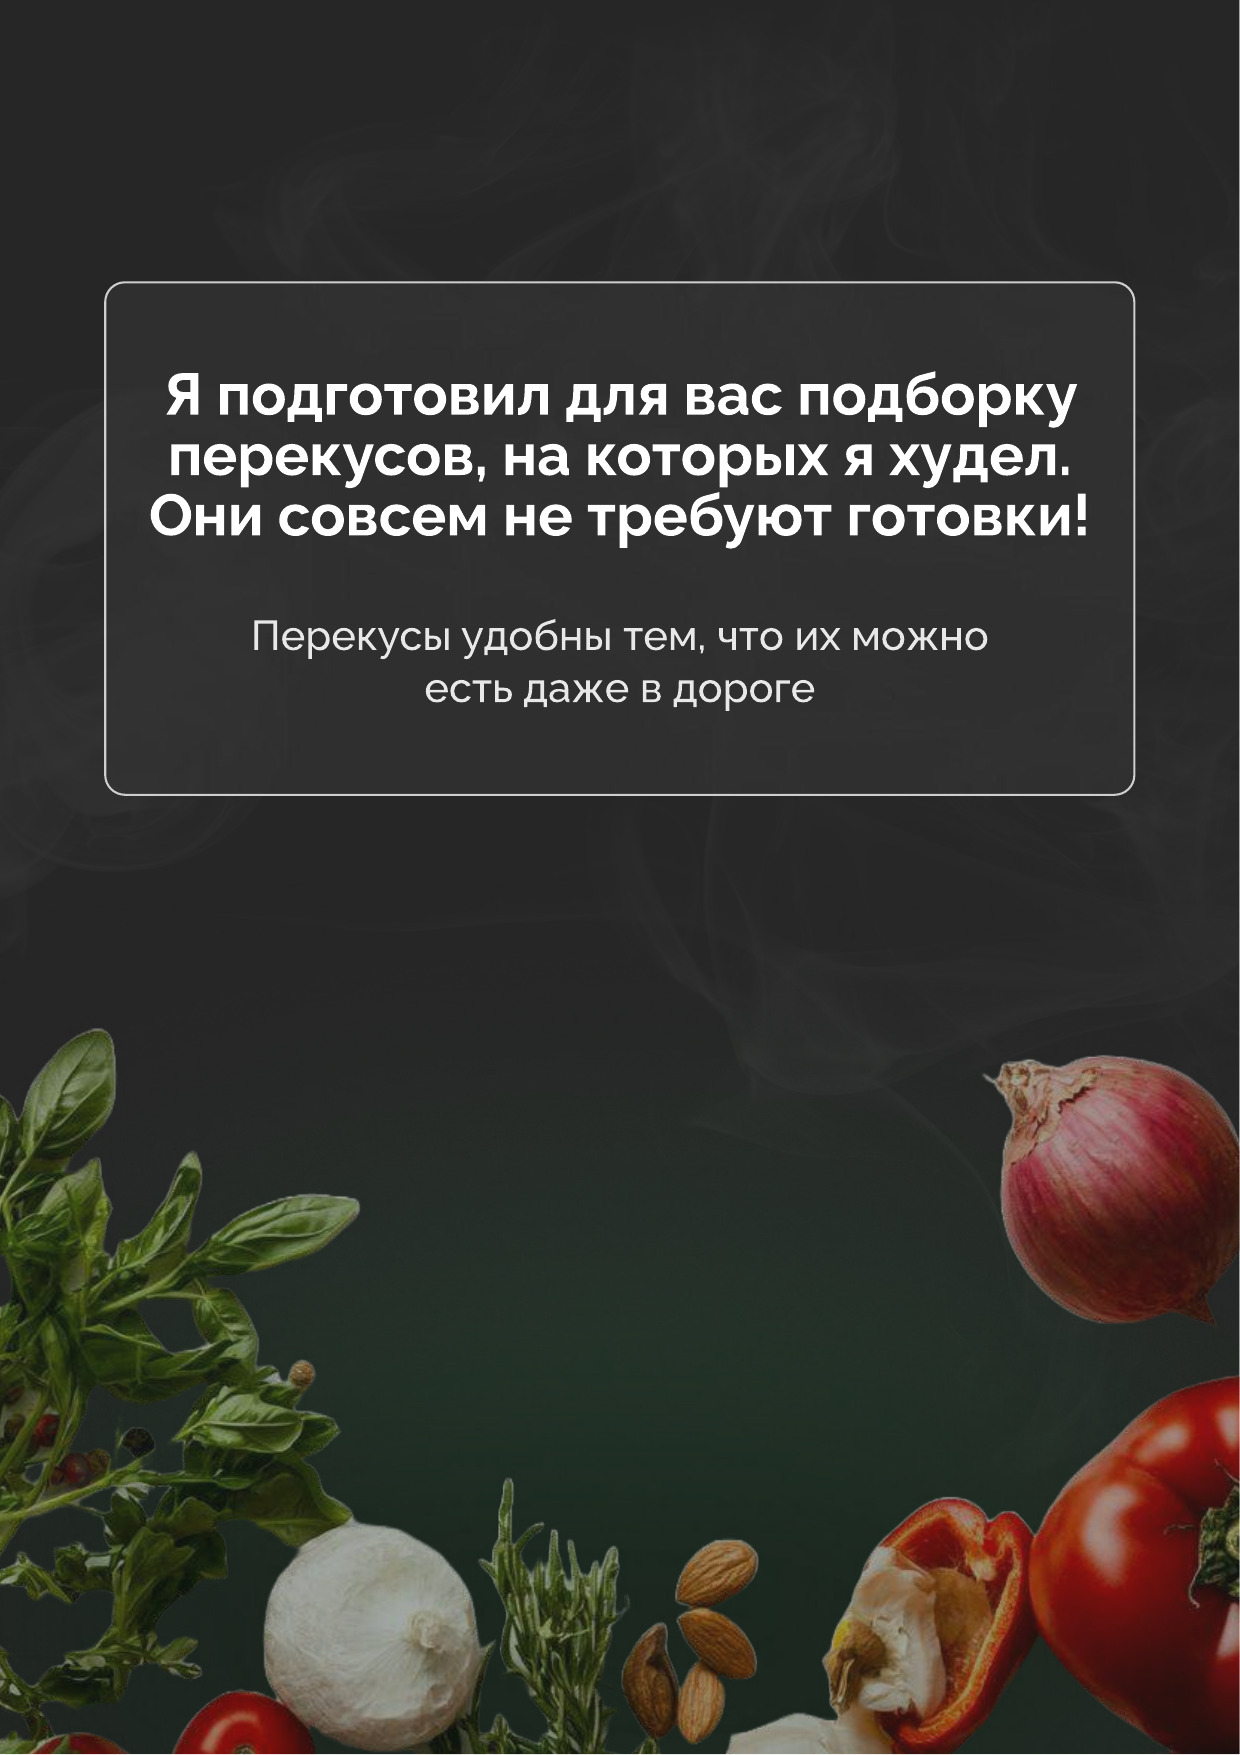 Я подготовил для вас подборку
перекусов, на которых я худел.
Они совсем не требуют готовки!
Перекусы удобны тем, что их можно
есть даже в дороге